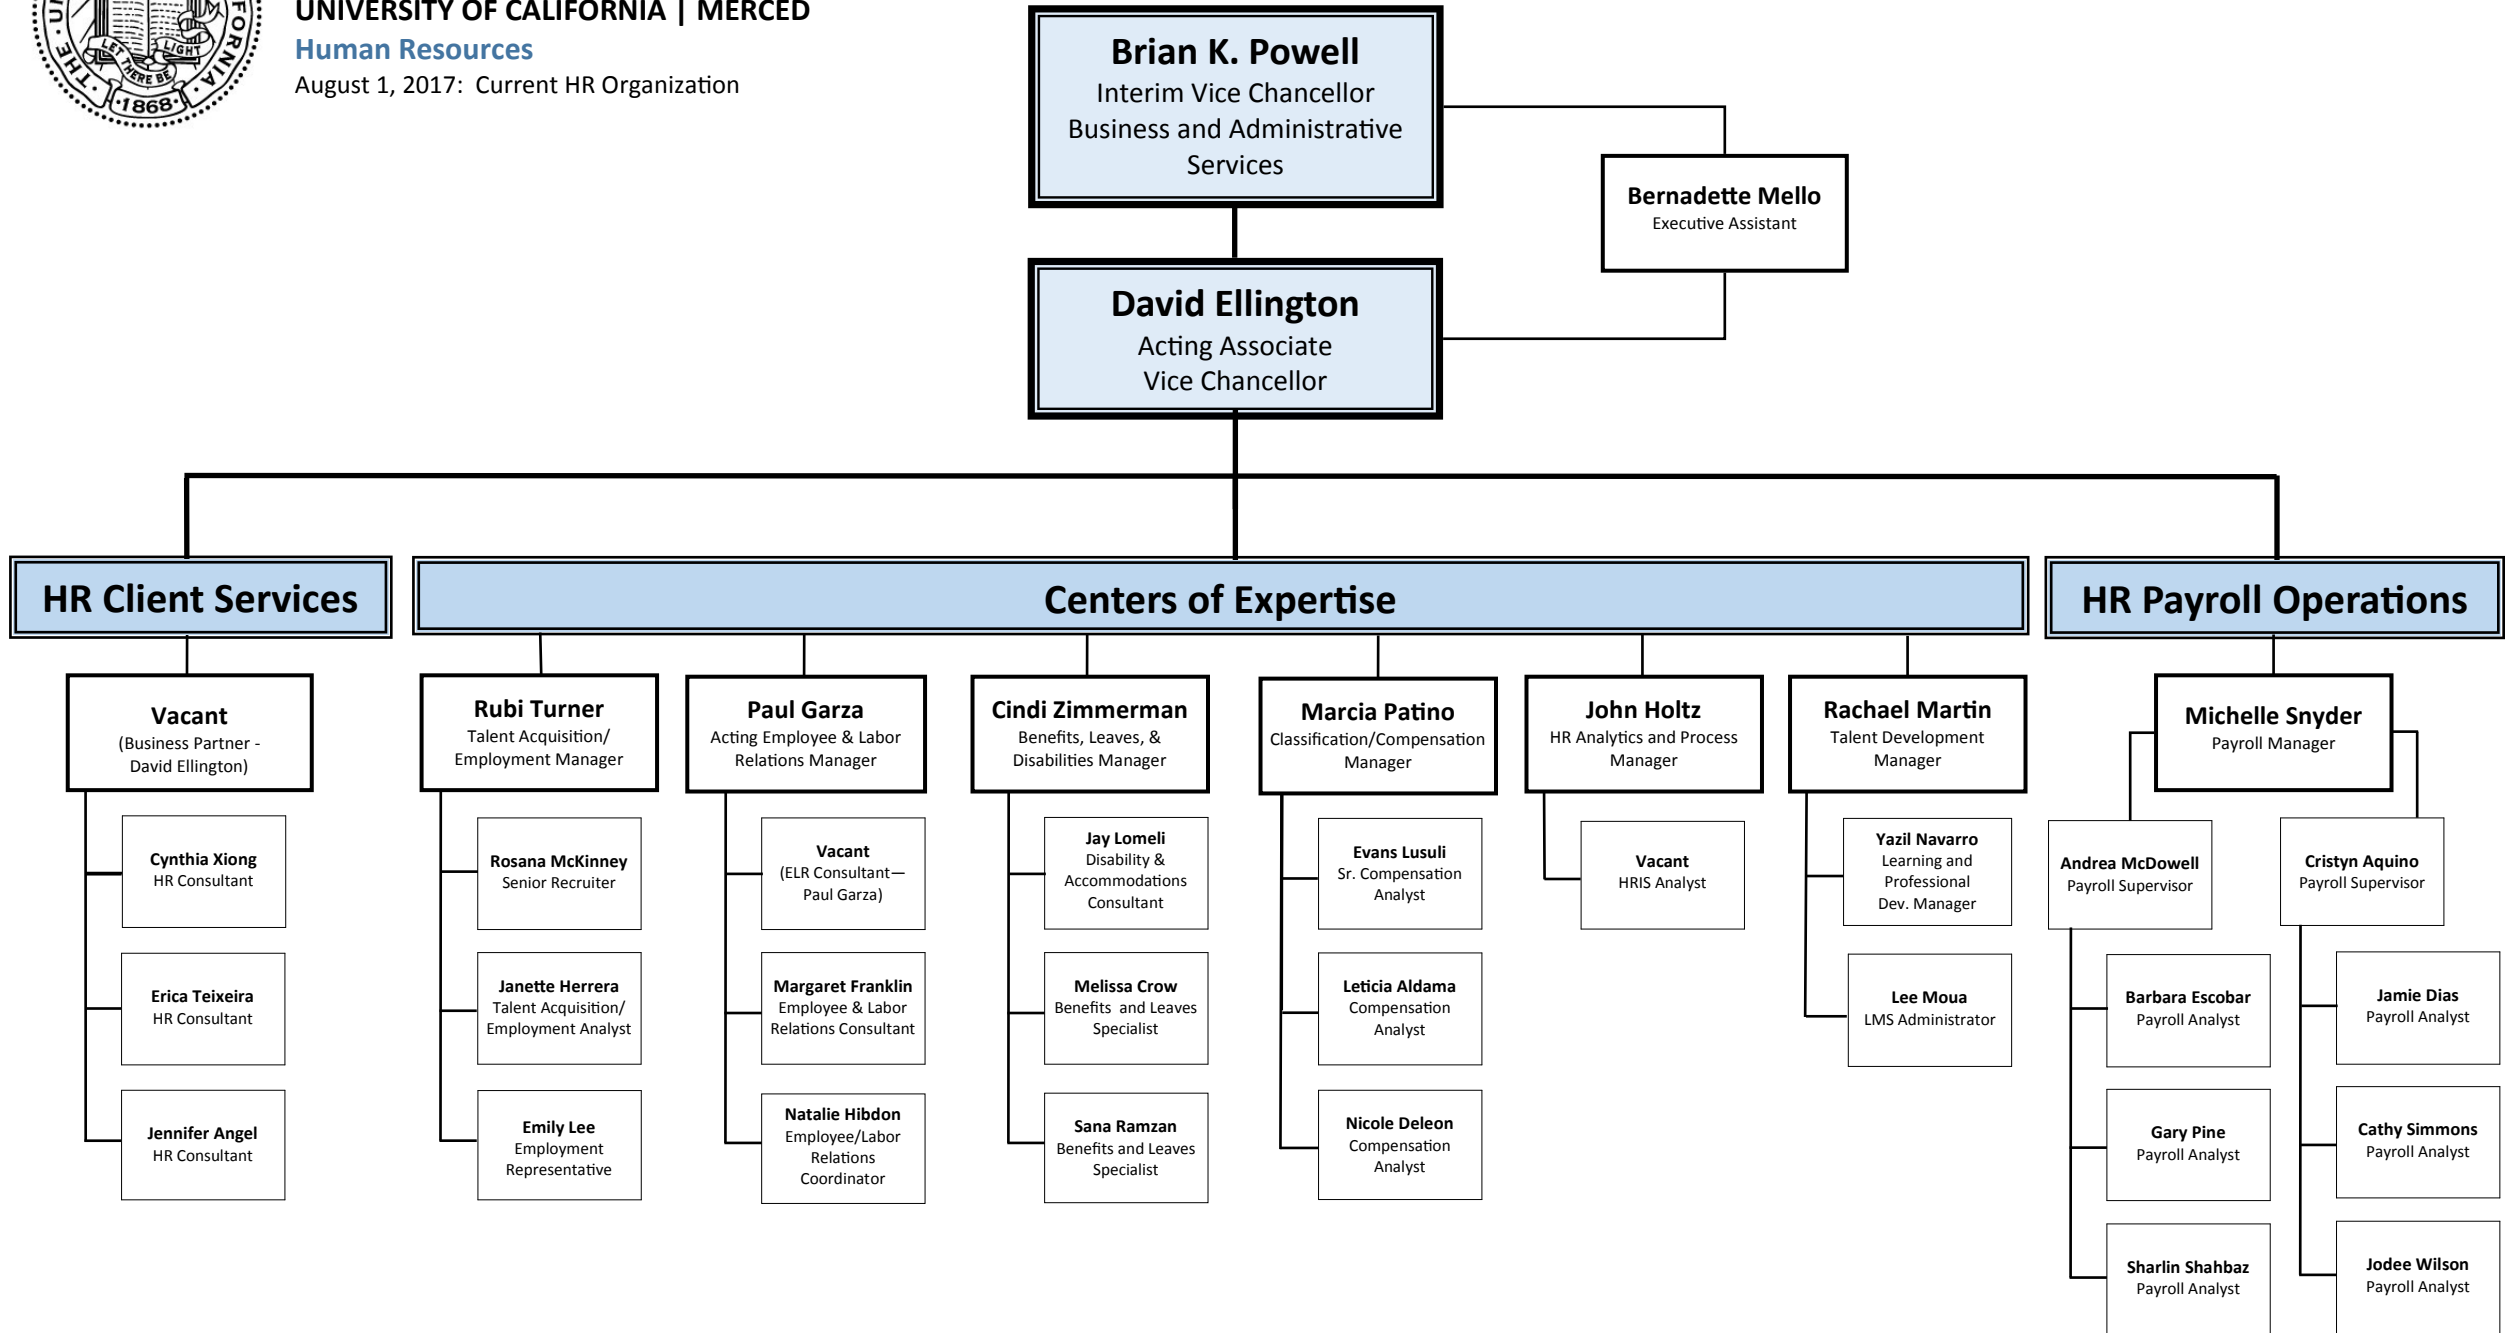 UNIVERSITY OF CALIFORNIA | MERCED
Human Resources
August 1, 2017: Current HR Organization
THE
UN
FORNIA
LET
THERE BE
LIGHT
1868
Brian K. Powell
Interim Vice Chancellor
Business and Administrative
Services
Bernadette Mello
Executive Assistant
David Ellington
Acting Associate
Vice Chancellor
HR Client Services
Centers of Expertise
HR Payroll Operations
Vacant
(Business Partner -
David Ellington)
Cynthia Xiong
HR Consultant
Erica Teixeira
HR Consultant
Jennifer Angel
HR Consultant
Rubi Turner
Talent Acquisition/
Employment Manager
Rosana McKinney
Senior Recruiter
Janette Herrera
Talent Acquisition/
Employment Analyst
Emily Lee
Employment
Representative
Paul Garza
Acting Employee & Labor
Relations Manager
Vacant
(ELR Consultant—
Paul Garza)
Margaret Franklin
Employee & Labor
Relations Consultant
Natalie Hibdon
Employee/Labor
Relations
Coordinator
Cindi Zimmerman
Benefits, Leaves, &
Disabilities Manager
Jay Lomeli
Disability &
Accommodations
Consultant
Melissa Crow
Benefits and Leaves
Specialist
Sana Ramzan
Benefits and Leaves
Specialist
Marcia Patino
Classification/Compensation
Manager
Evans Lusuli
Sr. Compensation
Analyst
Leticia Aldama
Compensation
Analyst
Nicole Deleon
Compensation
Analyst
John Holtz
HR Analytics and Process
Manager
Vacant
HRIS Analyst
Rachael Martin
Talent Development
Manager
Yazil Navarro
Learning and
Professional
Dev. Manager
Lee Moua
LMS Administrator
Michelle Snyder
Payroll Manager
Andrea McDowell
Payroll Supervisor
Barbara Escobar
Payroll Analyst
Gary Pine
Payroll Analyst
Sharlin Shahbaz
Payroll Analyst
Cristyn Aquino
Payroll Supervisor
Jamie Dias
Payroll Analyst
Cathy Simmons
Payroll Analyst
Jodee Wilson
Payroll Analyst